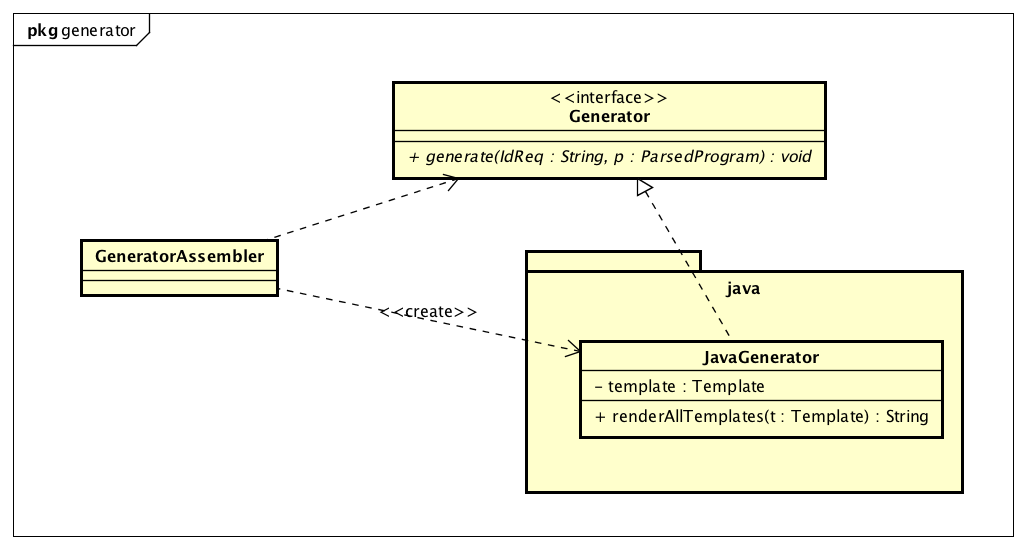 pkg generator
<<interface>>
Generator
+ generate(IdReq : String, p : ParsedProgram) : void
GeneratorAssembler
<<create>>
java
JavaGenerator
- template : Template
+ renderAllTemplates(t : Template) : String